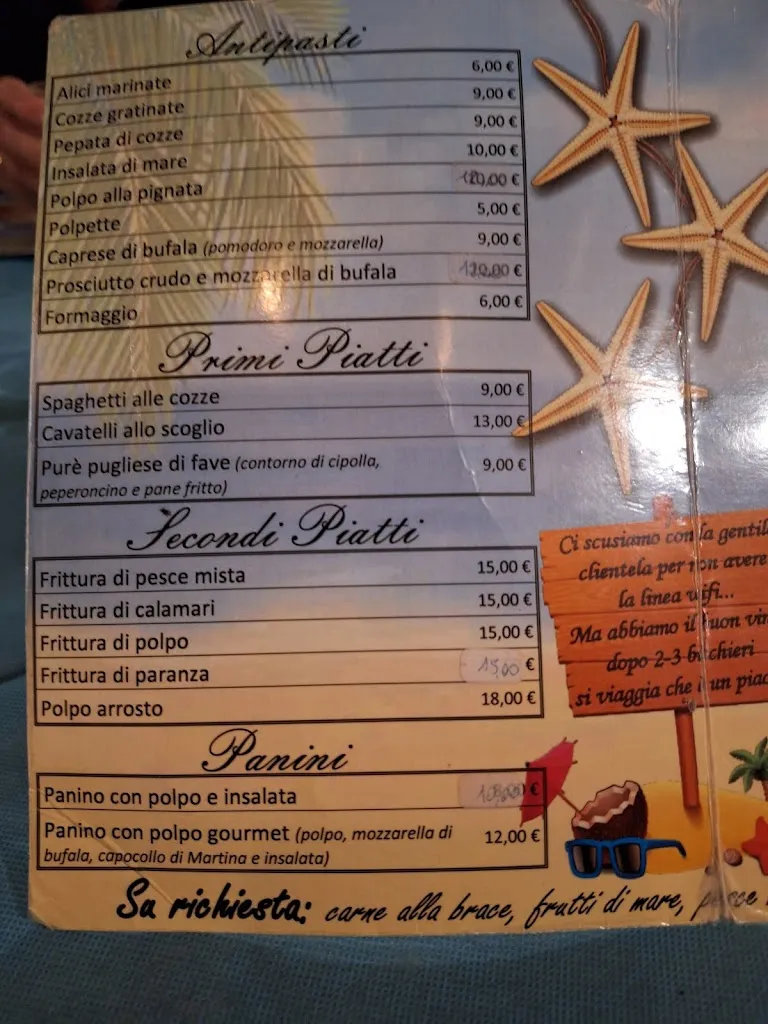 Antipasti
Alici marinate 6,00 €
Cozze gratinate 9,00 €
Pepata di cozze 9,00 €
Insalata di mare 10,00 €
Polpo alla pignata €
Polpette 5,00 €
Caprese di bufala (pomodoro e mozzarella) 9,00 €
Prosciutto crudo e mozzarella di bufala €
Formaggio 6,00 €
Primi Piatti
Spaghetti alle cozze 9,00 €
Cavatelli allo scoglio 13,00 €
Purè pugliese di fave (contorno di cipolla, 9,00 €
peperoncino e pane fritto)
Secondi Piatti
Frittura di pesce mista 15,00 €
Frittura di calamari 15,00 €
Frittura di polpo 15,00 €
Frittura di paranza 15,00 €
Polpo arrosto 18,00 €
Panini
Panino con polpo e insalata €
Panino con polpo gourmet (polpo, mozzarella di 12,00 €
bufala, capocollo di Martina e insalata)
Su richiesta: carne alla brace, frutti di mare, pesce
Ci scusiamo con la gentil
clientela per non avere
la linea wifi...
Ma abbiamo il buon vin
dopo 2-3 bicchieri
si viaggia che è un piac